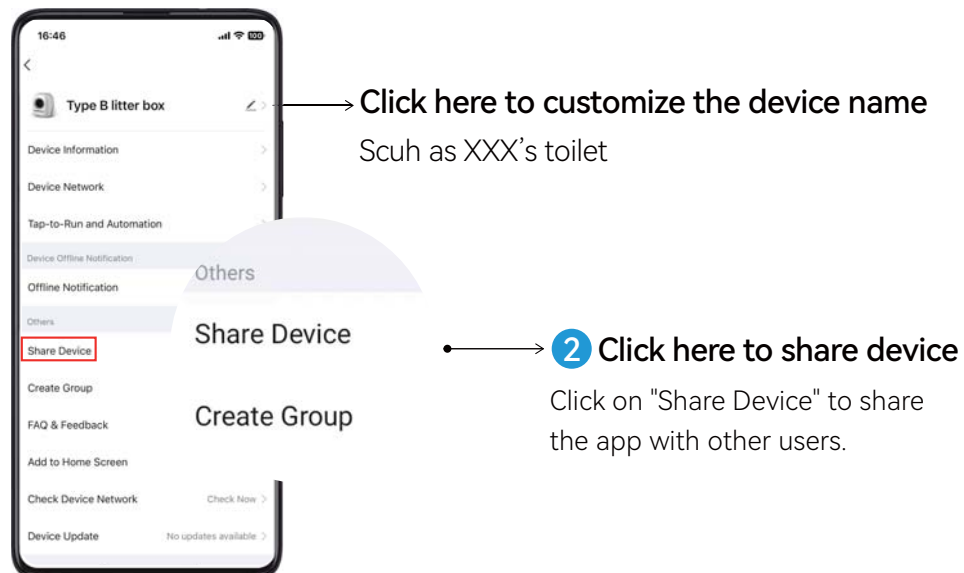 16:46
100
Type B litter box
Click here to customize the device name
Scuh as XXX’s toilet
Device Information
Device Network
Tap-to-Run and Automation
Device Offline Notification
Offline Notification
Others
Share Device
Create Group
FAQ & Feedback
Add to Home Screen
Check Device Network Check Now
Device Update No updates available
Others
Share Device
Create Group
2 Click here to share device
Click on "Share Device" to share
the app with other users.